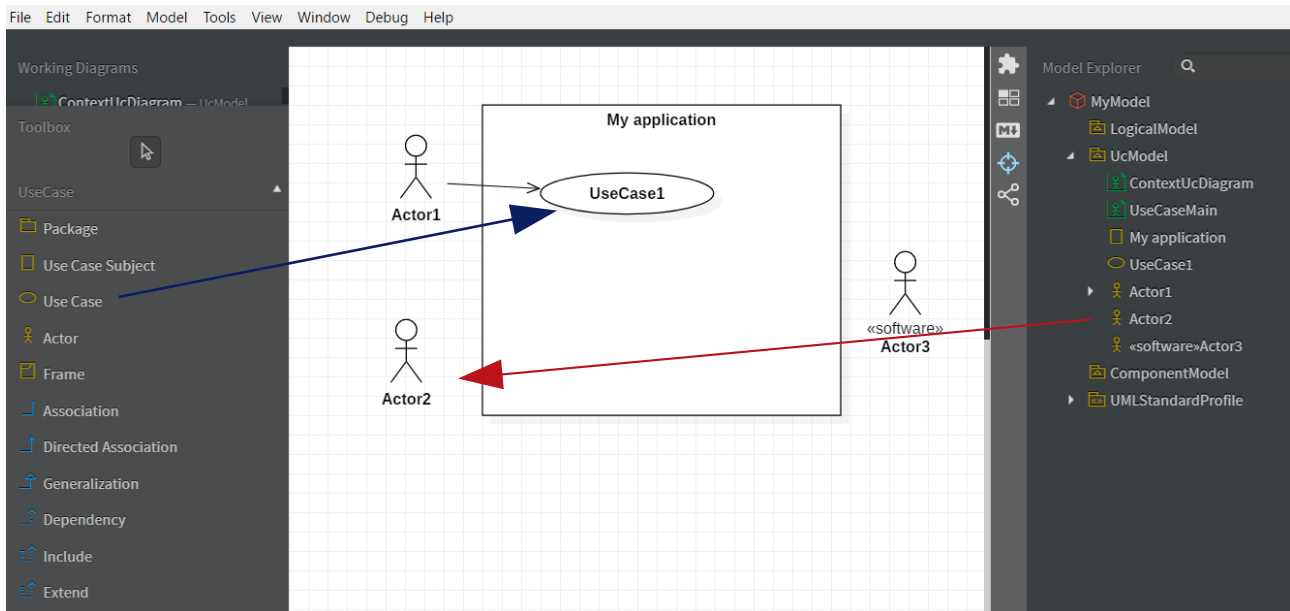 File Edit Format Model Tools View Window Debug Help
Working Diagrams
ContextUcDiagram — UcModel
Toolbox
UseCase
Package
Use Case Subject
Use Case
Actor
Frame
Association
Directed Association
Generalization
Dependency
Include
Extend
My application
UseCase1
Actor1
Actor2
«software»
Actor3
M
Model Explorer
MyModel
LogicalModel
UcModel
ContextUcDiagram
UseCaseMain
My application
UseCase1
Actor1
Actor2
«software»Actor3
ComponentModel
UMLStandardProfile